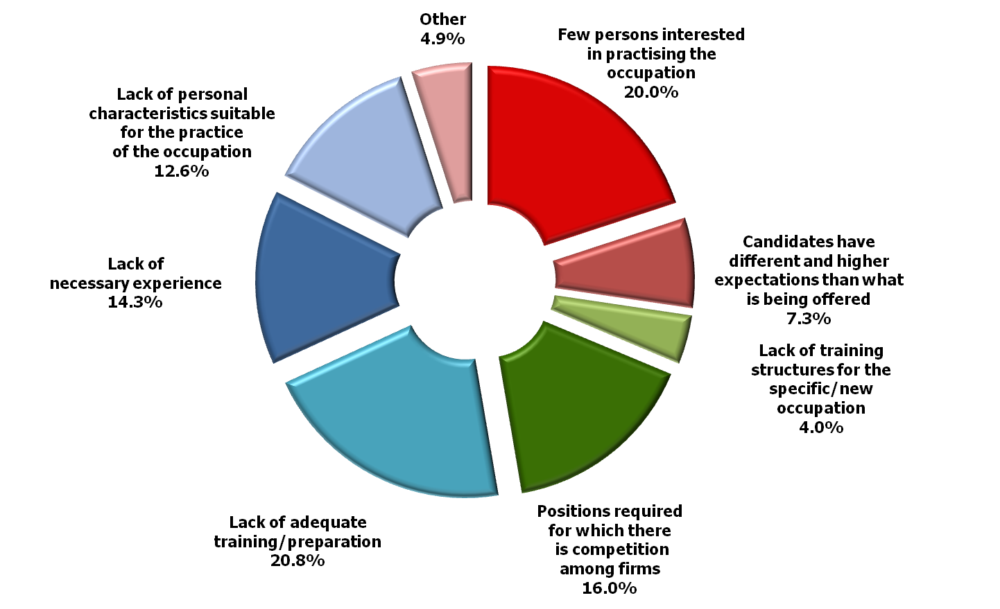 Other
4.9%
Few persons interested
in practising the
occupation
20.0%
Lack of personal
characteristics suitable
for the practice
of the occupation
12.6%
Candidates have
different and higher
expectations than what
is being offered
7.3%
Lack of
necessary experience
14.3%
Lack of training
structures for the
specific/new
occupation
4.0%
Lack of adequate
training/preparation
20.8%
Positions required
for which there
is competition
among firms
16.0%